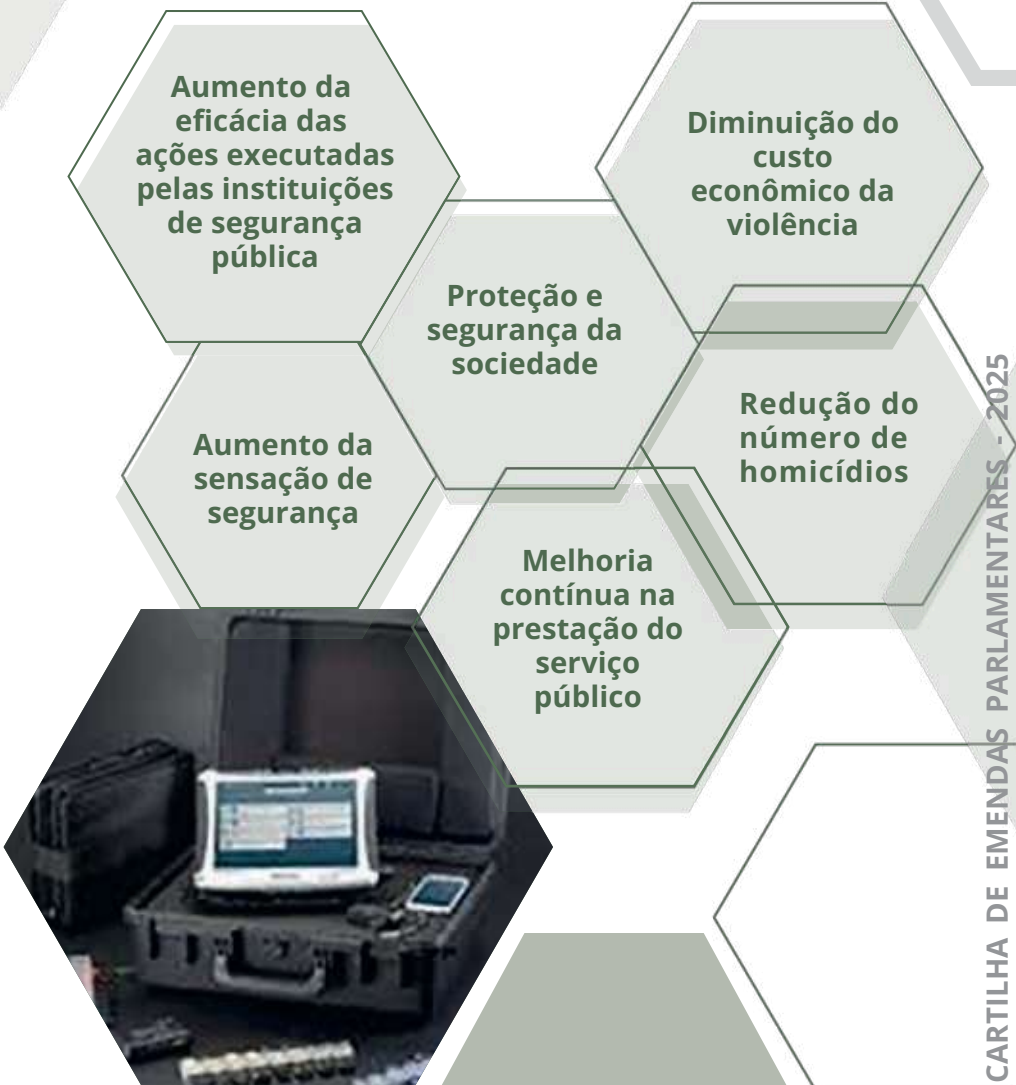 Aumento da
eficácia das
ações executadas
pelas instituições
de segurança
pública
Diminuição do
custo
econômico da
violência
Proteção e
segurança da
sociedade
Redução do
número de
homicídios
Aumento da
sensação de
segurança
Melhoria
contínua na
prestação do
serviço
público
CARTILHA DE EMENDAS PARLAMENTARES - 2025